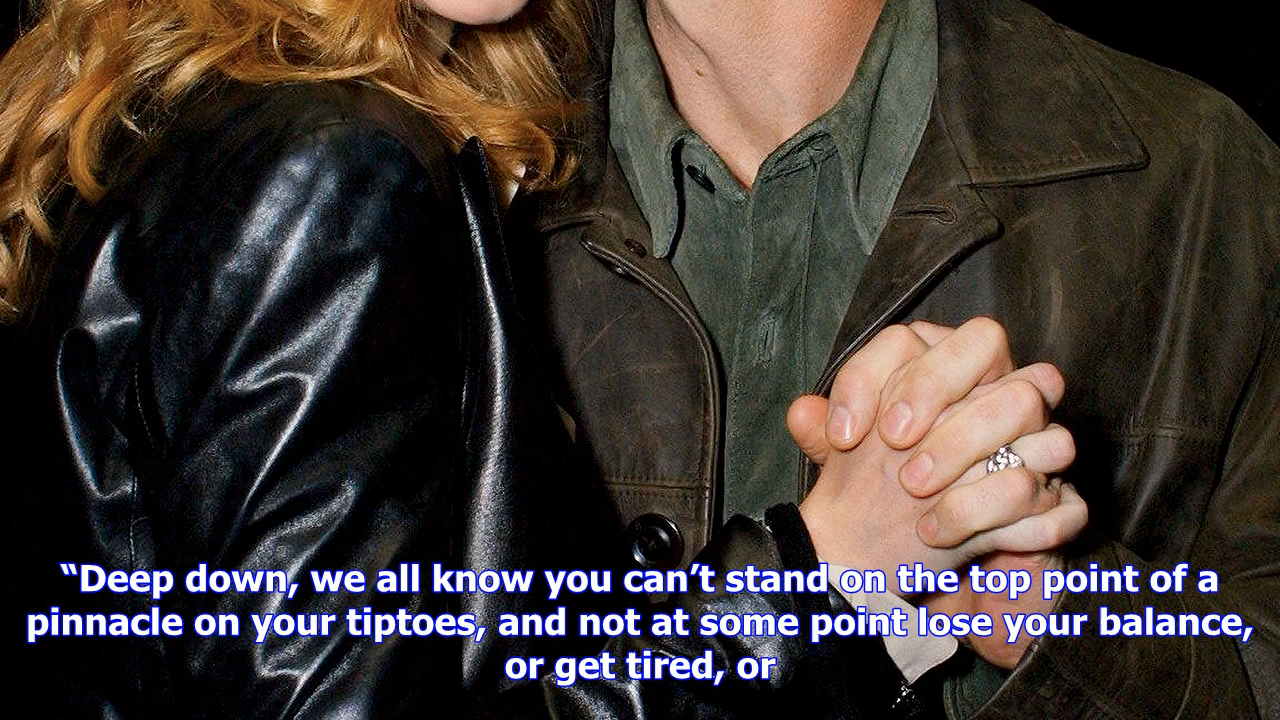 “Deep down, we all know you can’t stand on the top point of a
pinnacle on your tiptoes, and not at some point lose your balance,
or get tired, or